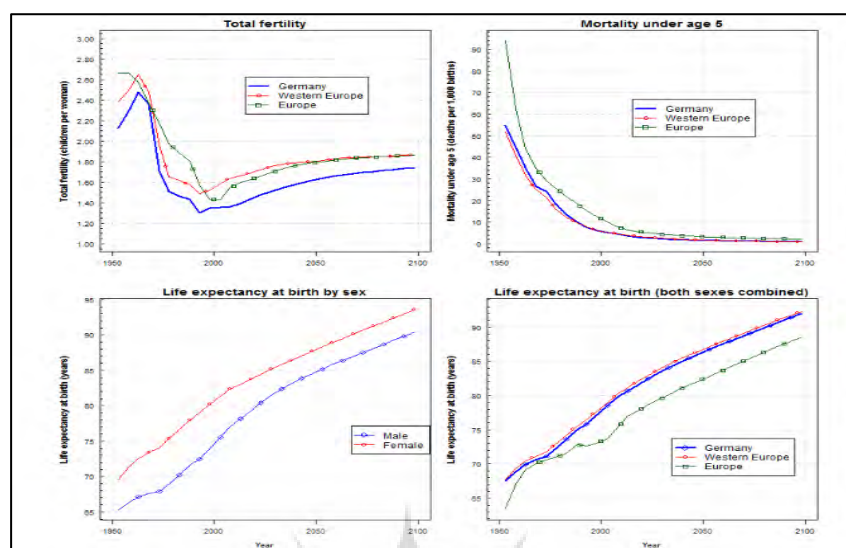 Total fertility
Total fertility (children per woman)
3.00
2.80
2.60
2.40
2.20
2.00
1.80
1.60
1.40
1.20
1.00
Germany
Western Europe
Europe
1950
2000
2050
2100
Mortality under age 5
Mortality under age 5 (deaths per 1,000 births)
90
80
70
60
50
40
30
20
10
0
Germany
Western Europe
Europe
1950
2000
2050
2100
Life expectancy at birth by sex
Life expectancy at birth (years)
95
90
85
80
75
70
65
Male
Female
1950
2000
2050
2100
Year
Life expectancy at birth (both sexes combined)
Life expectancy at birth (years)
90
85
80
75
70
65
Germany
Western Europe
Europe
1950
2000
2050
2100
Year